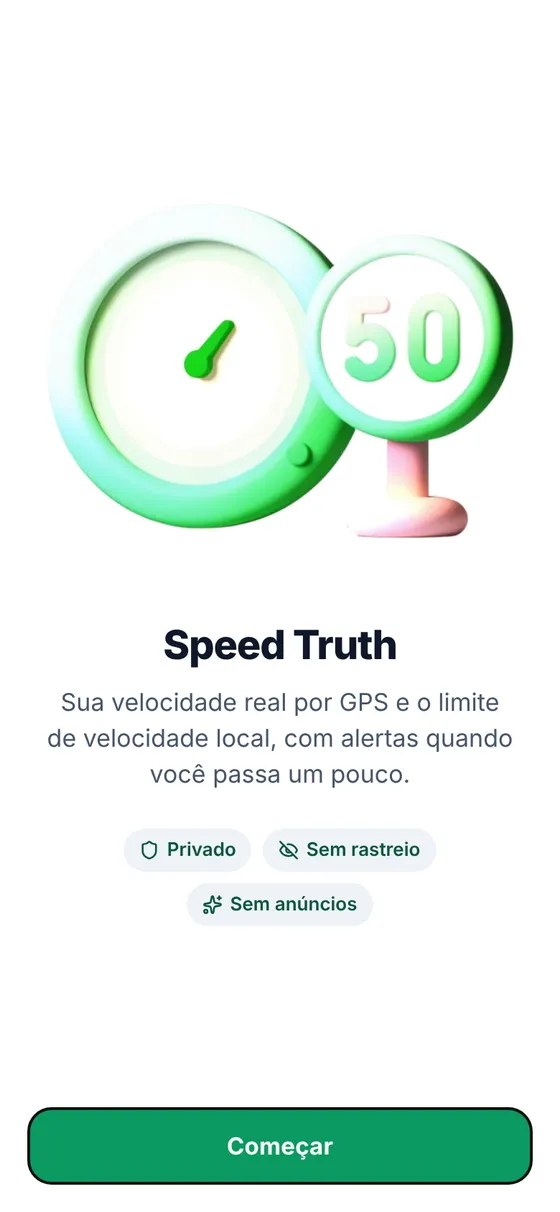 50
Speed Truth
Sua velocidade real por GPS e o limite
de velocidade local, com alertas quando
você passa um pouco.
Privado
Sem rastreio
Sem anúncios
Começar